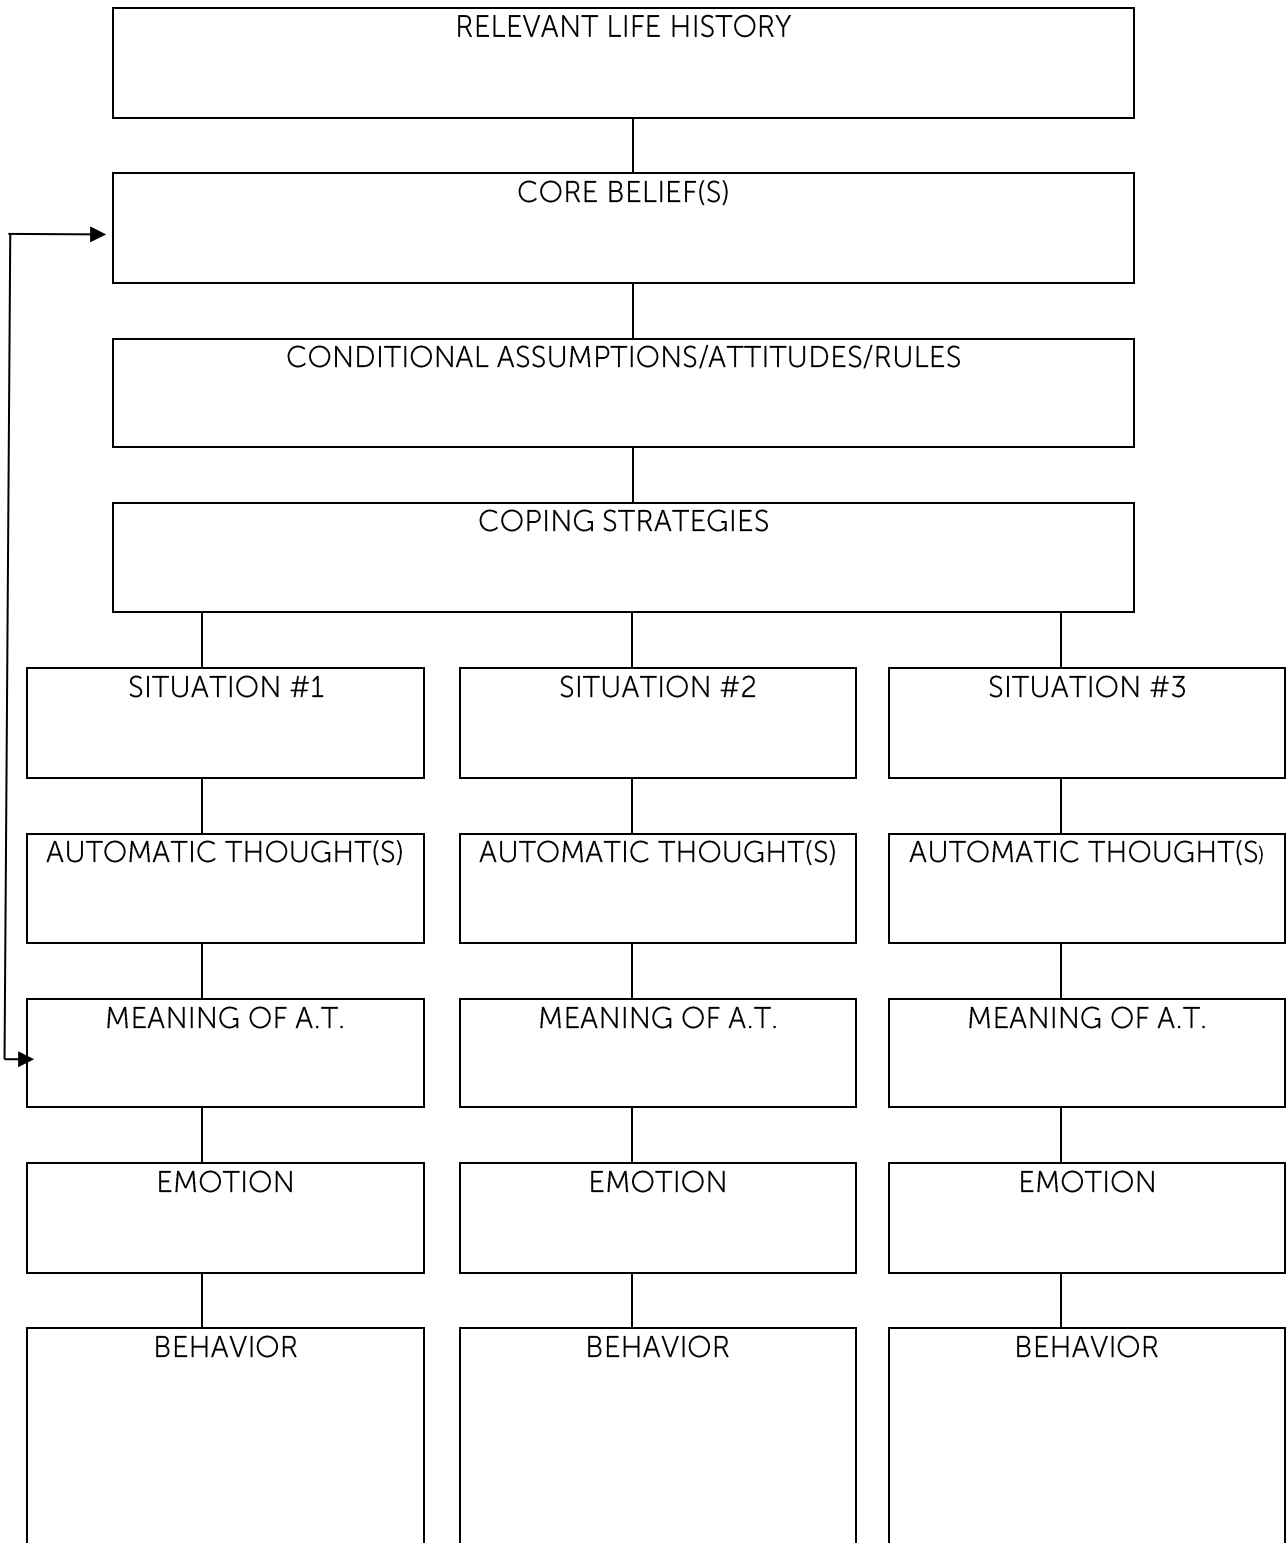 RELEVANT LIFE HISTORY
CORE BELIEF(S)
CONDITIONAL ASSUMPTIONS/ATTITUDES/RULES
COPING STRATEGIES
SITUATION #1
SITUATION #2
SITUATION #3
AUTOMATIC THOUGHT(S)
AUTOMATIC THOUGHT(S)
AUTOMATIC THOUGHT(S)
MEANING OF A.T.
MEANING OF A.T.
MEANING OF A.T.
EMOTION
EMOTION
EMOTION
BEHAVIOR
BEHAVIOR
BEHAVIOR